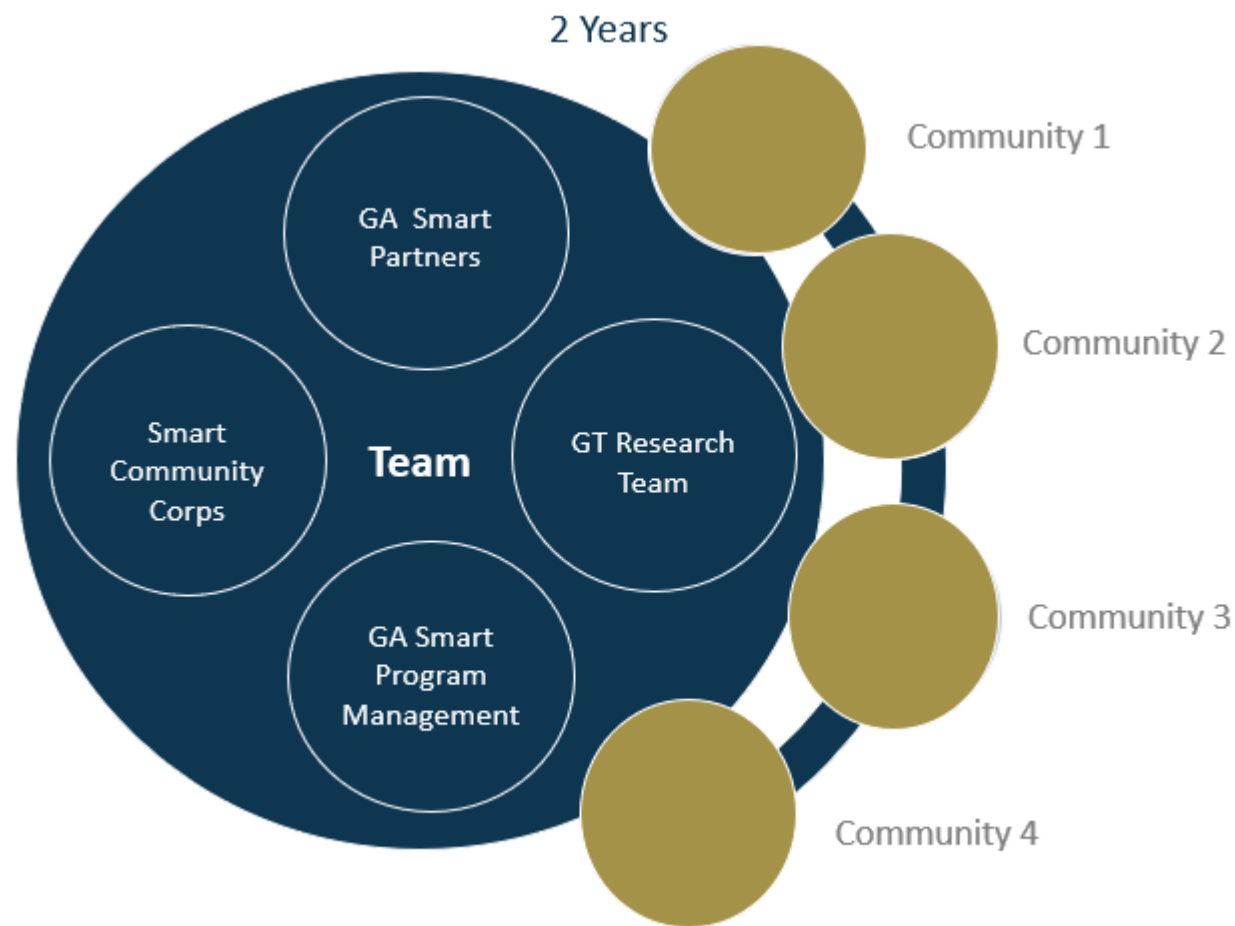 2 Years
Community 1
GA Smart
Partners
Community 2
Smart
Community
Corps
Team
GT Research
Team
GA Smart
Program
Management
Community 3
Community 4